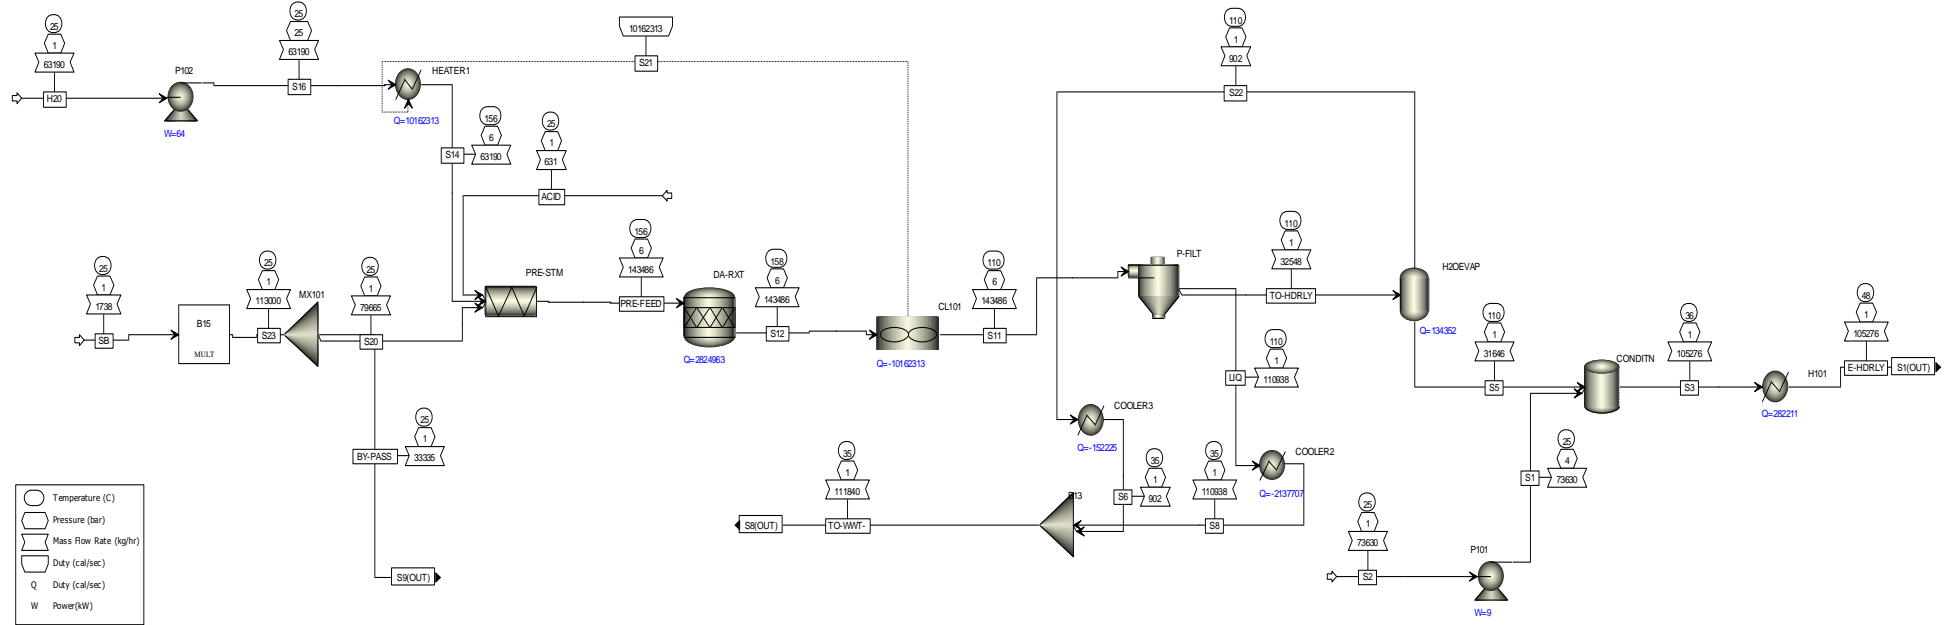 25
1
63190
H20
P102
W=64
25
25
63190
S16
10162313
S21
HEATER1
Q=10162313
156
6
63190
S14
25
1
631
ACID
110
1
902
S22
25
1
1738
SB
B15
MULT
25
1
113000
S23
MX101
25
1
79665
S20
PRE-STM
156
6
143486
PRE-FEED
DA-RXT
Q=2824963
158
6
143486
S12
CL101
Q=-10162313
110
6
143486
S11
P-FILT
110
1
32548
TO-HDRLY
H2OEVAP
Q=134352
110
1
110938
LIQ
110
1
31646
S5
CONDITN
36
1
105276
S3
H101
Q=282211
48
1
105276
E-HDRLY
S1(OUT)
25
1
33335
BY-PASS
S9(OUT)
COOLER3
Q=-152225
35
1
902
S6
COOLER2
Q=-2137707
35
1
110938
S8
35
1
111840
TO-WWT-
S8(OUT)
25
4
73630
S1
25
1
73630
S2
P101
W=9
Temperature (C)
Pressure (bar)
Mass Flow Rate (kg/hr)
Duty (cal/sec)
Q Duty (cal/sec)
W Power(kW)